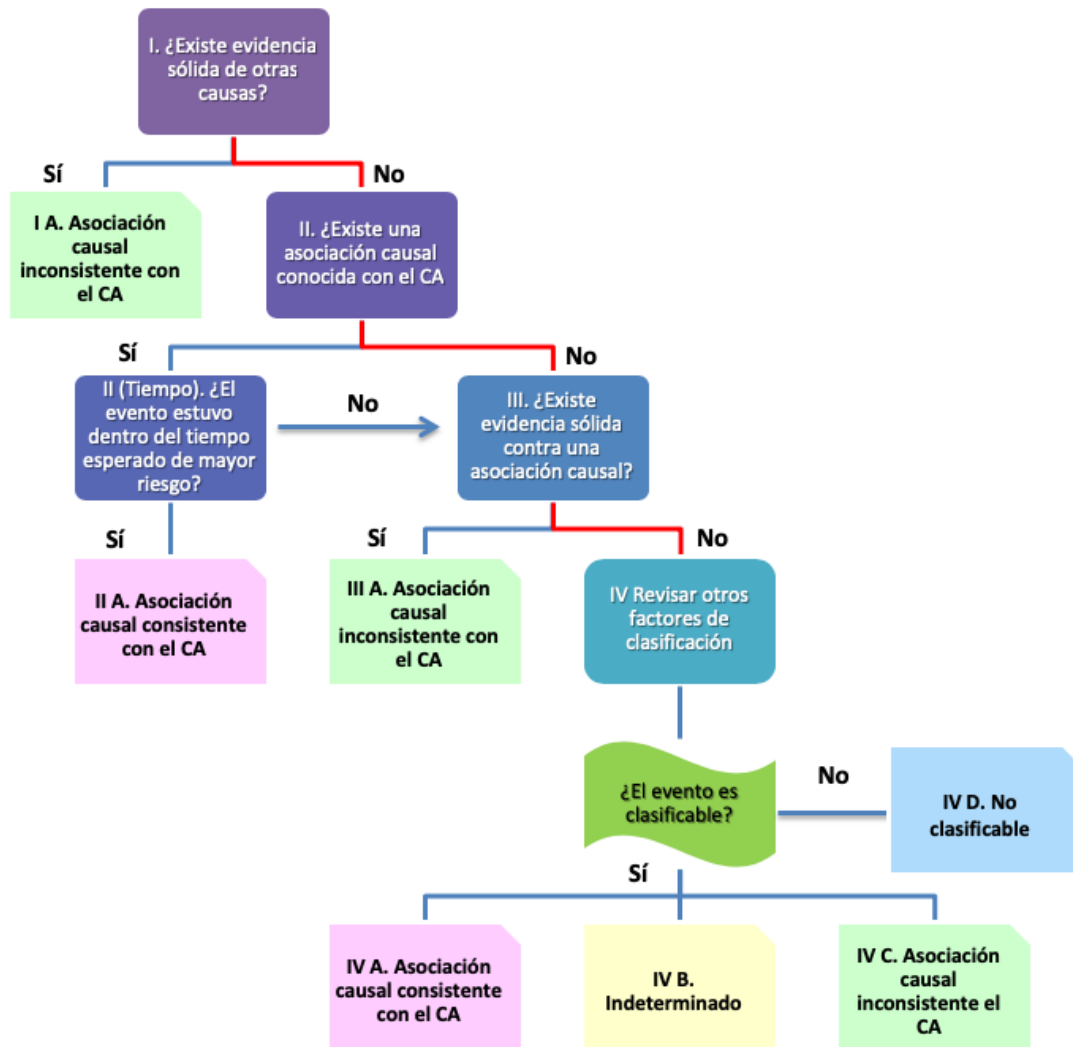 I. ¿Existe evidencia
sólida de otras
causas?
Sí
No
I A. Asociación
causal
inconsistente con
el CA
II. ¿Existe una
asociación causal
conocida con el CA
Sí
No
II (Tiempo). ¿El
evento estuvo
dentro del tiempo
esperado de mayor
riesgo?
No
III. ¿Existe
evidencia sólida
contra una
asociación causal?
Sí
Sí
No
II A. Asociación
causal consistente
con el CA
III A. Asociación
causal
inconsistente con
el CA
IV Revisar otros
factores de
clasificación
¿El evento es
clasificable?
No
IV D. No
clasificable
Sí
IV A. Asociación
causal consistente
con el CA
IV B.
Indeterminado
IV C. Asociación
causal
inconsistente el
CA